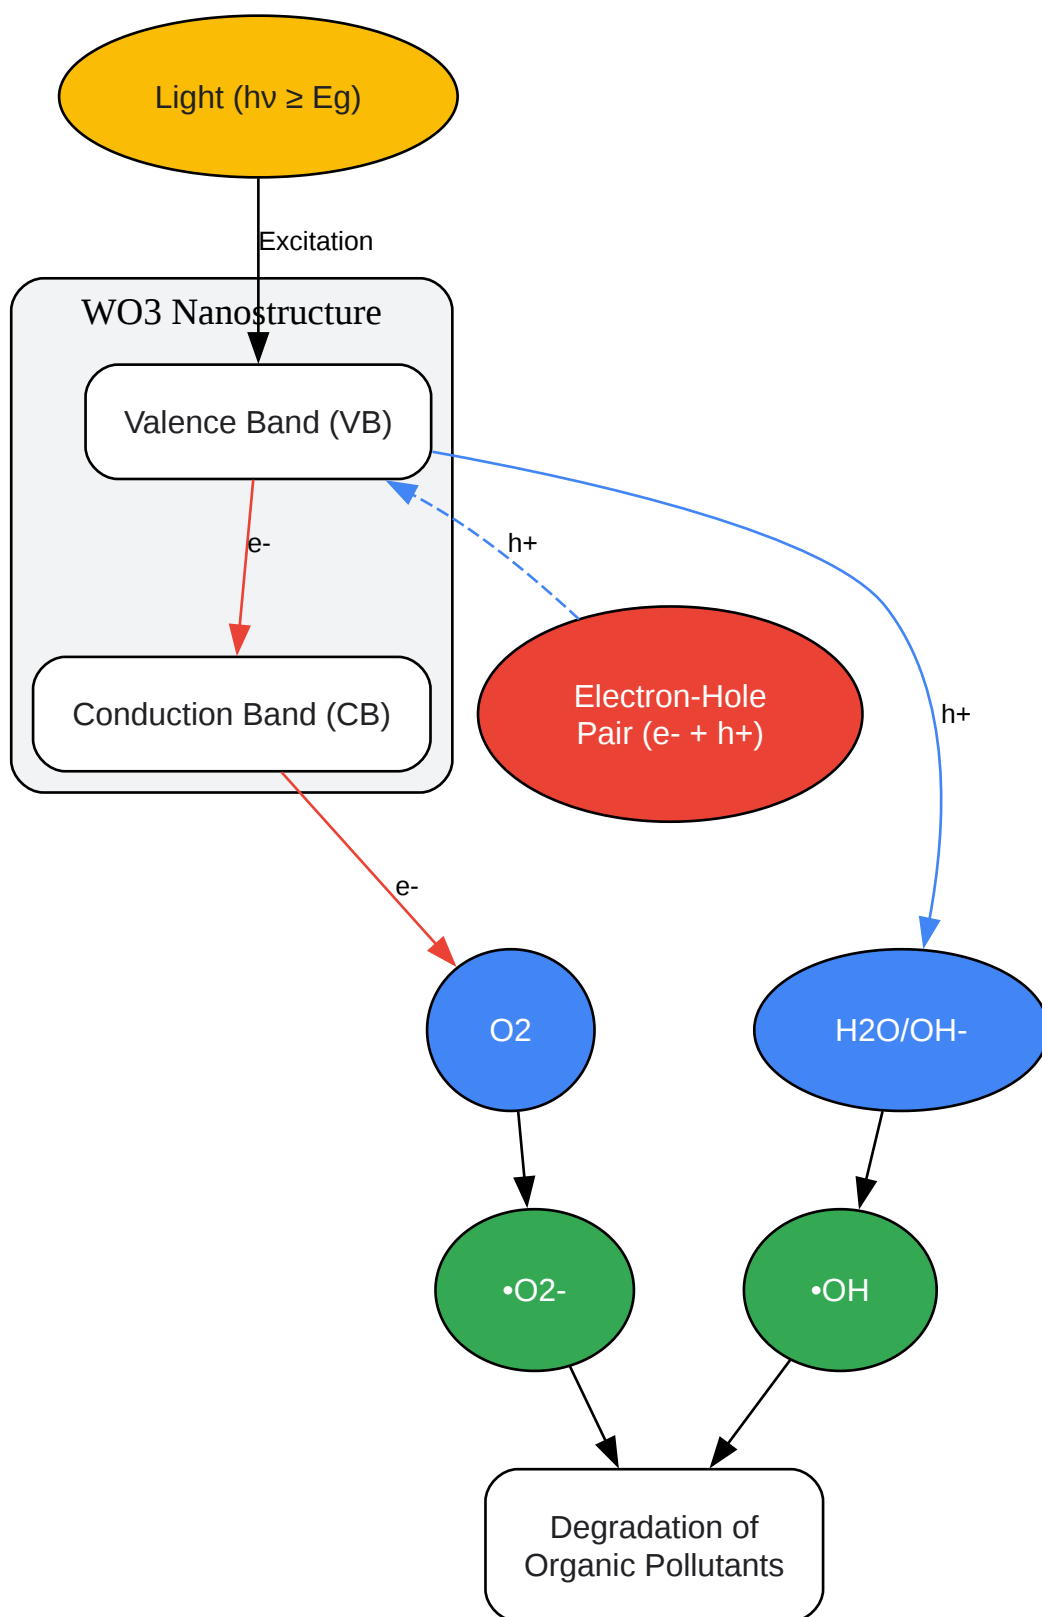 Light (hν ≥ Eg)
Excitation
WO3 Nanostructure
Valence Band (VB)
e-
h+
Electron-Hole
Pair (e- + h+)
h+
Conduction Band (CB)
e-
O2
H2O/OH-
•O2-
•OH
Degradation of
Organic Pollutants